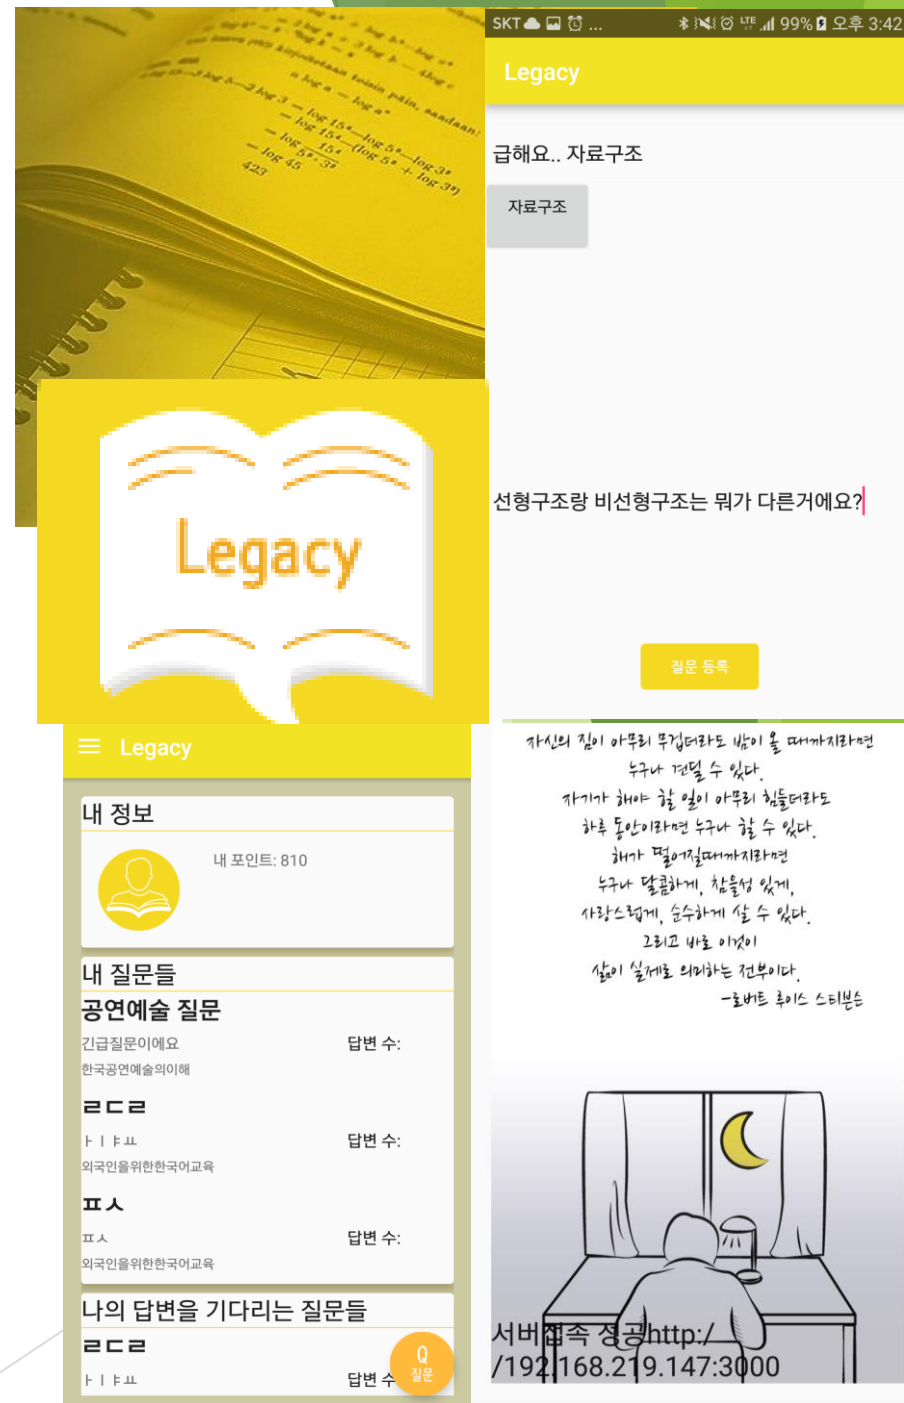 log a
n log a — log aⁿ
— log 45
423
Legacy
SKT
... LTE 99% 오후 3:42
Legacy
급해요.. 자료구조
자료구조
선형구조랑 비선형구조는 뭐가 다른거에요?
질문 등록
Legacy
내 정보
내 포인트: 810
내 질문들
공연예술 질문
긴급질문이에요
답변 수:
한국공연예술의이해
ㄹㄷㄹ
ㅏㅣㅑㅛ
답변 수:
외국인을위한한국어교육
ㅍㅅ
ㅍㅅ
답변 수:
외국인을위한한국어교육
나의 답변을 기다리는 질문들
ㄹㄷㄹ
ㅏㅣㅑㅛ
답변 수
Q
질문
자신의 짐이 아무리 무겁더라도 밤이 올 때까지라면
누구나 견딜 수 있다.
자기가 해야 할 일이 아무리 힘들더라도
하루 동안이라면 누구나 할 수 있다.
해가 떨어질때까지라면
누구나 달콤하게, 참을성 있게,
사랑스럽게, 순수하게 살 수 있다.
그리고 바로 이것이
삶이 실제로 의미하는 전부이다.
-로버트 루이스 스티븐슨
서버접속 성공http:/
/192.168.219.147:3000